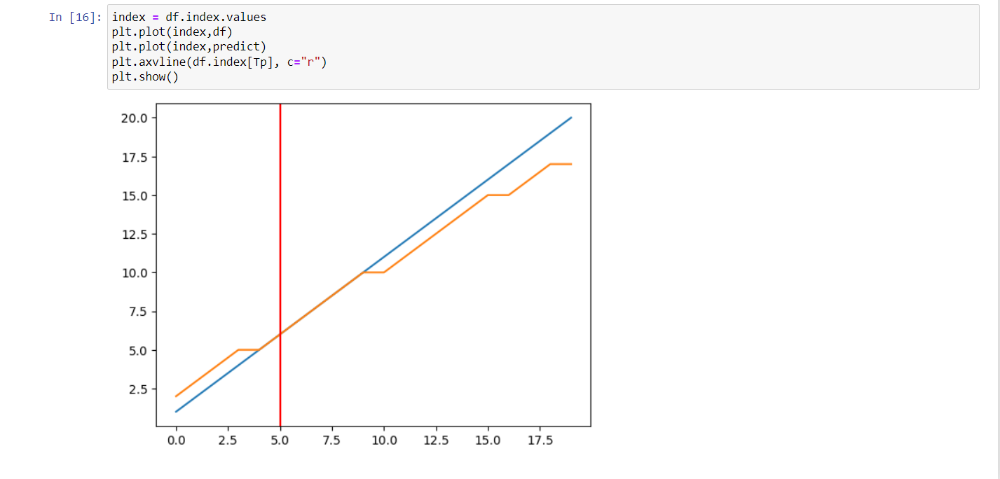 In [16]: index = df.index.values
plt.plot(index,df)
plt.plot(index,predict)
plt.axvline(df.index[Tp], c="r")
plt.show()
20.0
17.5
15.0
12.5
10.0
7.5
5.0
2.5
0.0 2.5 5.0 7.5 10.0 12.5 15.0 17.5